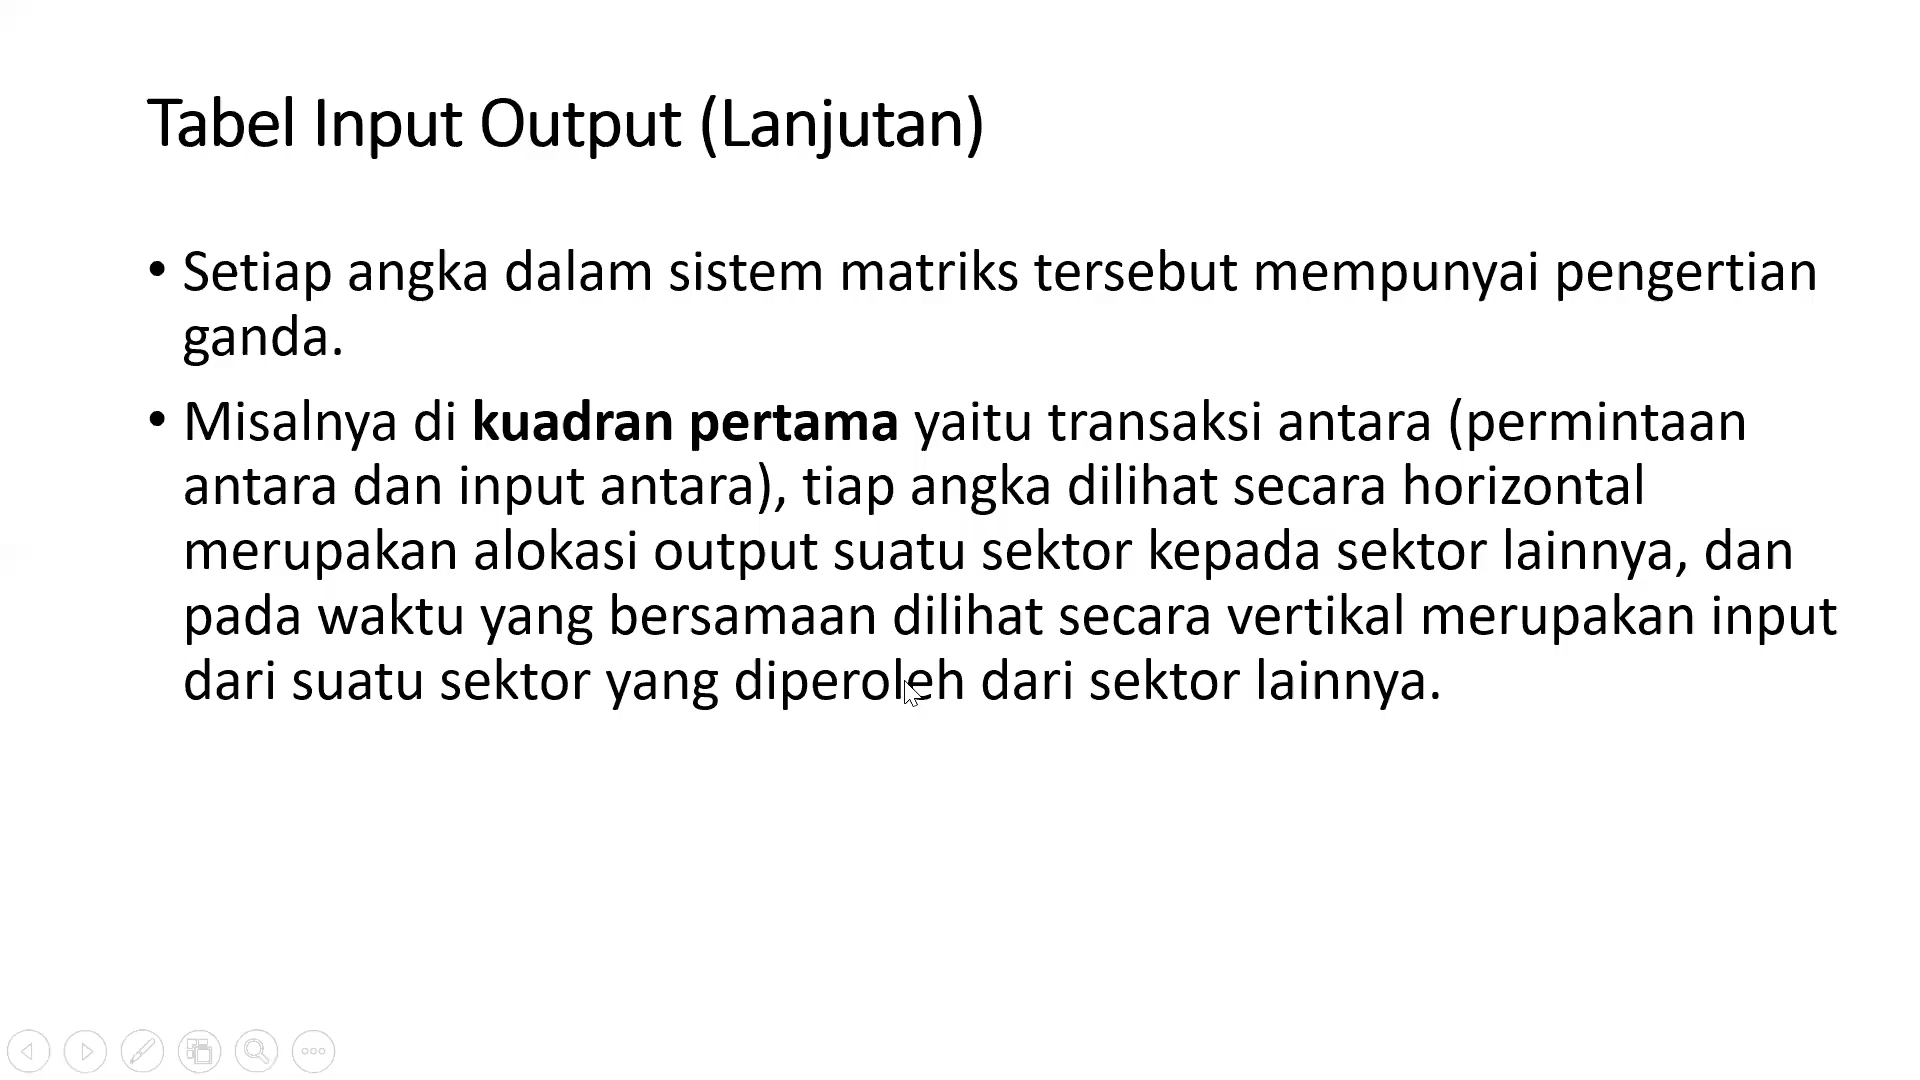 Tabel Input Output (Lanjutan)
• Setiap angka dalam sistem matriks tersebut mempunyai pengertian
ganda.
• Misalnya di kuadran pertama yaitu transaksi antara (permintaan
antara dan input antara), tiap angka dilihat secara horizontal
merupakan alokasi output suatu sektor kepada sektor lainnya, dan
pada waktu yang bersamaan dilihat secara vertikal merupakan input
dari suatu sektor yang diperoleh dari sektor lainnya.